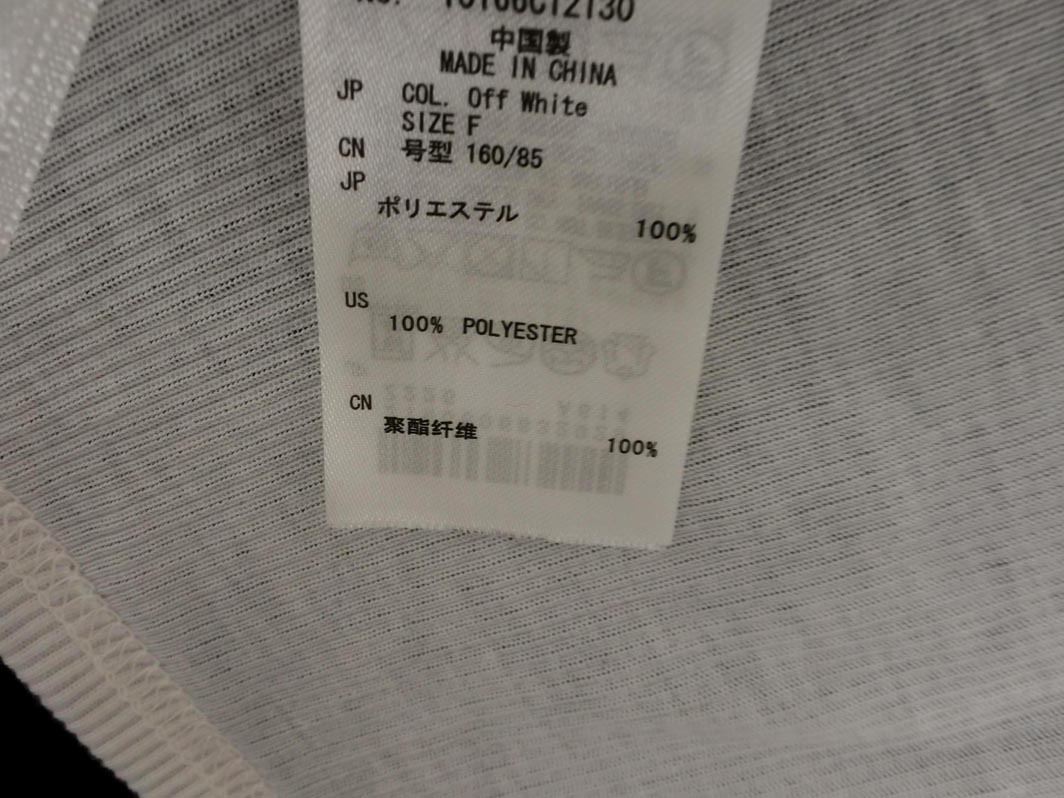 中国製
MADE IN CHINA
JP COL. Off White
SIZE F
CN 号型 160/85
JP
ポリエステル 100%
US
100% POLYESTER
CN
聚酯纤维 100%